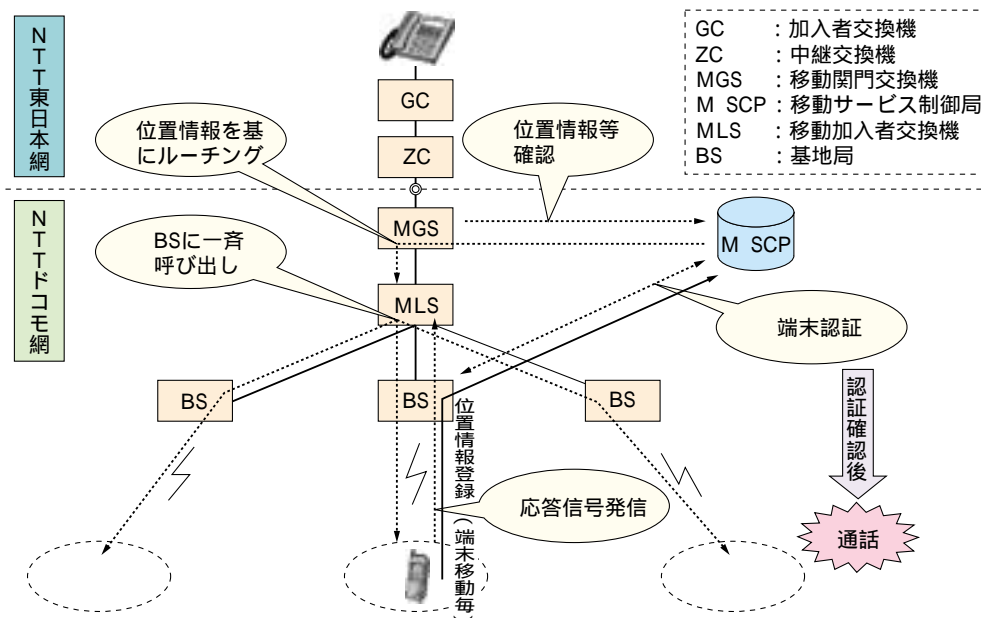 NTT東日本網
GC
ZC
位置情報を基
にルーチング
位置情報等
確認
GC ：加入者交換機
ZC ：中継交換機
MGS ：移動関門交換機
M SCP：移動サービス制御局
MLS ：移動加入者交換機
BS ：基地局
NTTドコモ網
MGS
M SCP
BSに一斉
呼び出し
MLS
端末認証
BS
BS
BS
位置情報登録（端末移動毎）
応答信号発信
認証確認後
通話